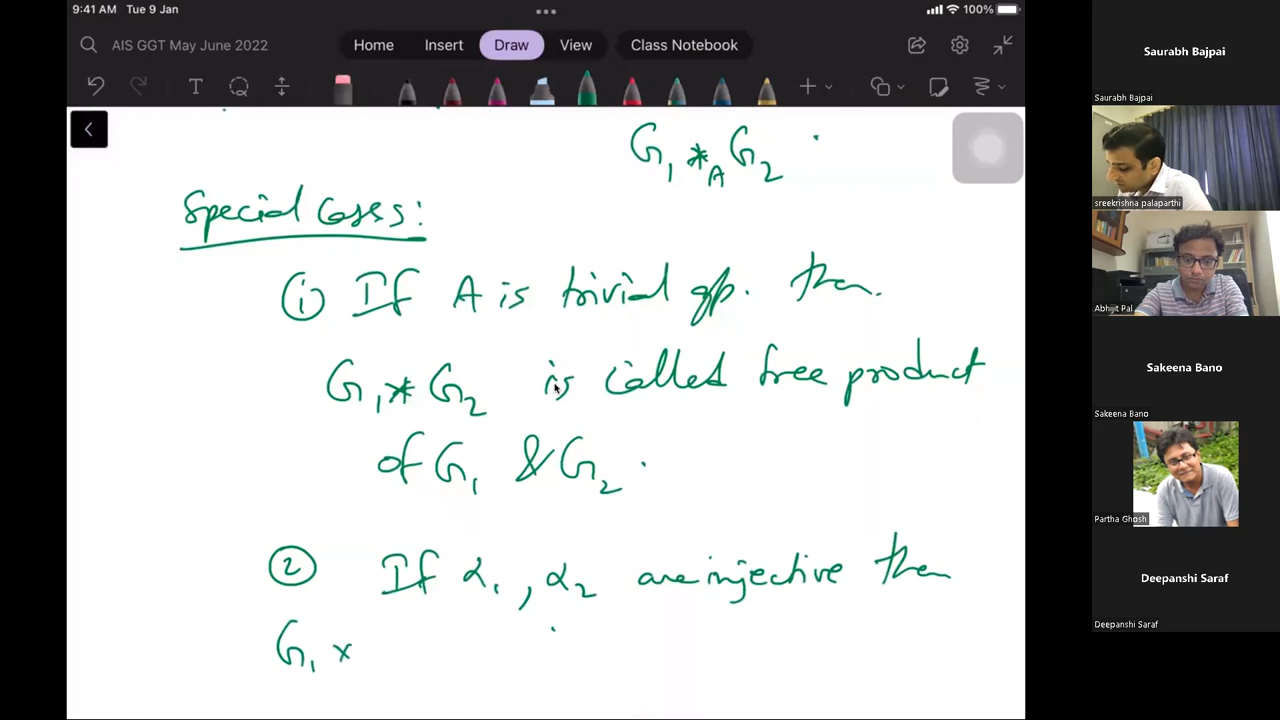 9:41 AM Tue 9 Jan
100%
AIS GGT May June 2022
Home Insert Draw View Class Notebook
G₁ *_A G₂ .
Special Cases:
① If A is trivial gp. then.
G₁ * G₂ is called free product
of G₁ & G₂ .
② If α₁, α₂ are injective then
G₁ *
Saurabh Bajpai
Saurabh Bajpai
sreekrishna palaparthi
Abhijit Pal
Sakeena Bano
Sakeena Bano
Partha Ghosh
Deepanshi Saraf
Deepanshi Saraf